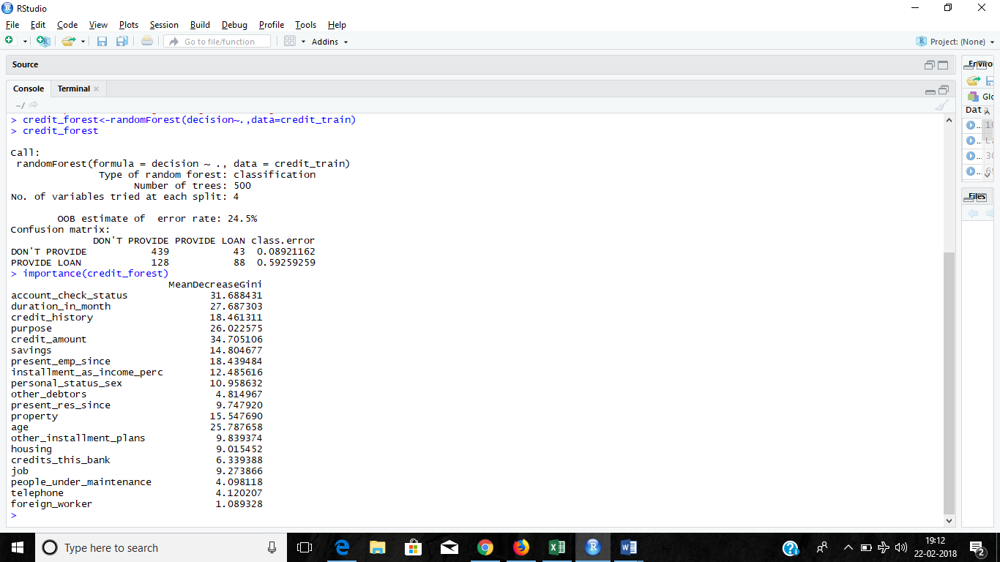 RStudio
File Edit Code View Plots Session Build Debug Profile Tools Help
Go to file/function Addins Project: (None)
Source
Console Terminal
~/
> credit_forest<-randomForest(decision~.,data=credit_train)
> credit_forest
Call:
 randomForest(formula = decision ~ ., data = credit_train)
               Type of random forest: classification
                     Number of trees: 500
No. of variables tried at each split: 4
        OOB estimate of  error rate: 24.5%
Confusion matrix:
              DON'T PROVIDE PROVIDE LOAN class.error
DON'T PROVIDE           439           43  0.08921162
PROVIDE LOAN            128           88  0.59259259
> importance(credit_forest)
                           MeanDecreaseGini
account_check_status              31.688431
duration_in_month                 27.687303
credit_history                    18.461311
purpose                           26.022575
credit_amount                     34.705106
savings                           14.804677
present_emp_since                 18.439484
installment_as_income_perc        12.485616
personal_status_sex               10.958632
other_debtors                      4.814967
present_res_since                  9.747920
property                          15.547690
age                               25.787658
other_installment_plans            9.839374
housing                            9.015452
credits_this_bank                  6.339388
job                                9.273866
people_under_maintenance           4.098118
telephone                          4.120207
foreign_worker                     1.089328
>
Enviro
Glo
Data
Files
Type here to search
19:12
22-02-2018
2